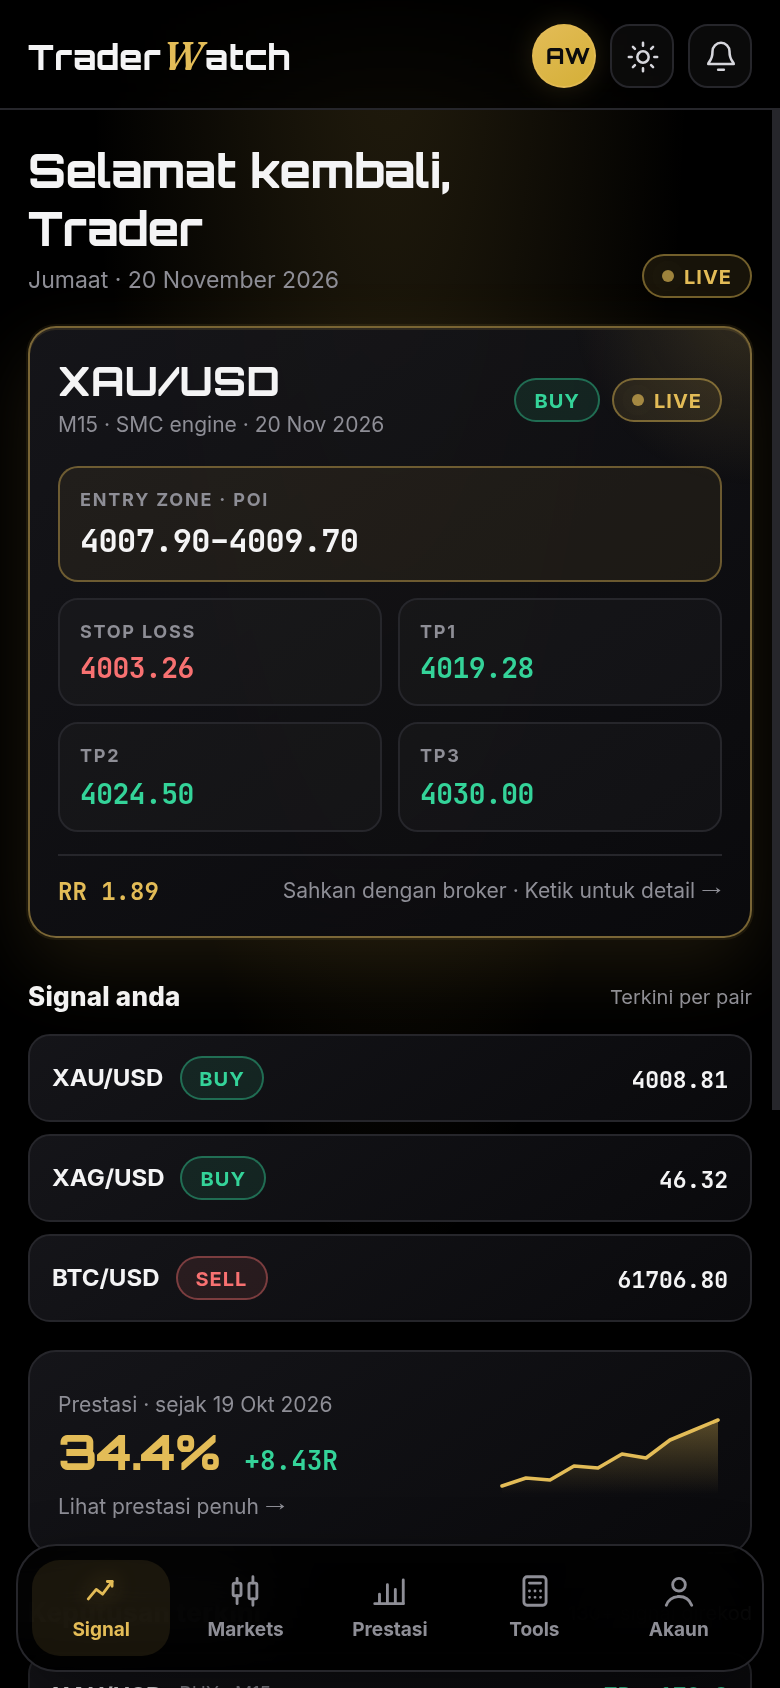 TraderWatch
AW
Selamat kembali,
Trader
Jumaat · 20 November 2026
LIVE
XAU/USD
BUY
LIVE
M15 · SMC engine · 20 Nov 2026
ENTRY ZONE · POI
4007.90–4009.70
STOP LOSS
4003.26
TP1
4019.28
TP2
4024.50
TP3
4030.00
RR 1.89
Sahkan dengan broker · Ketik untuk detail →
Signal anda
Terkini per pair
XAU/USD
BUY
4008.81
XAG/USD
BUY
46.32
BTC/USD
SELL
61706.80
Prestasi · sejak 19 Okt 2026
34.4%
+8.43R
Lihat prestasi penuh →
Signal
Markets
Prestasi
Tools
Akaun